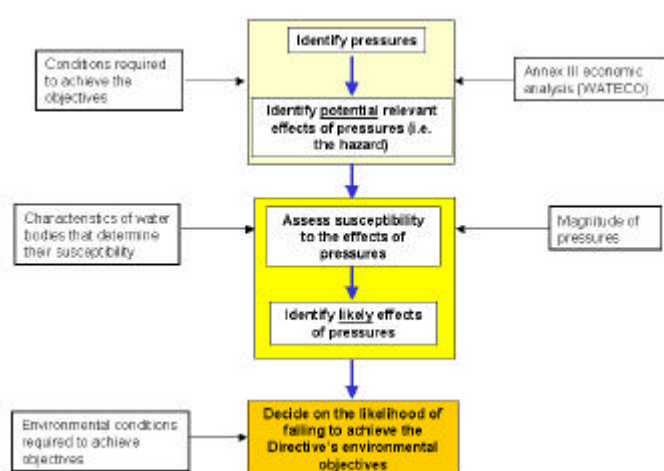 Identify pressures
Conditions required
to achieve the
objectives
Annex III economic
analysis (WATECO)
Identify potential relevant
effects of pressures (i.e.
the hazard)
Characteristics of water
bodies that determine
their susceptibility
Assess susceptibility
to the effects of
pressures
Magnitude of
pressures
Identify likely effects
of pressures
Environmental conditions
required to achieve
objectives
Decide on the likelihood of
failing to achieve the
Directive's environmental
objectives